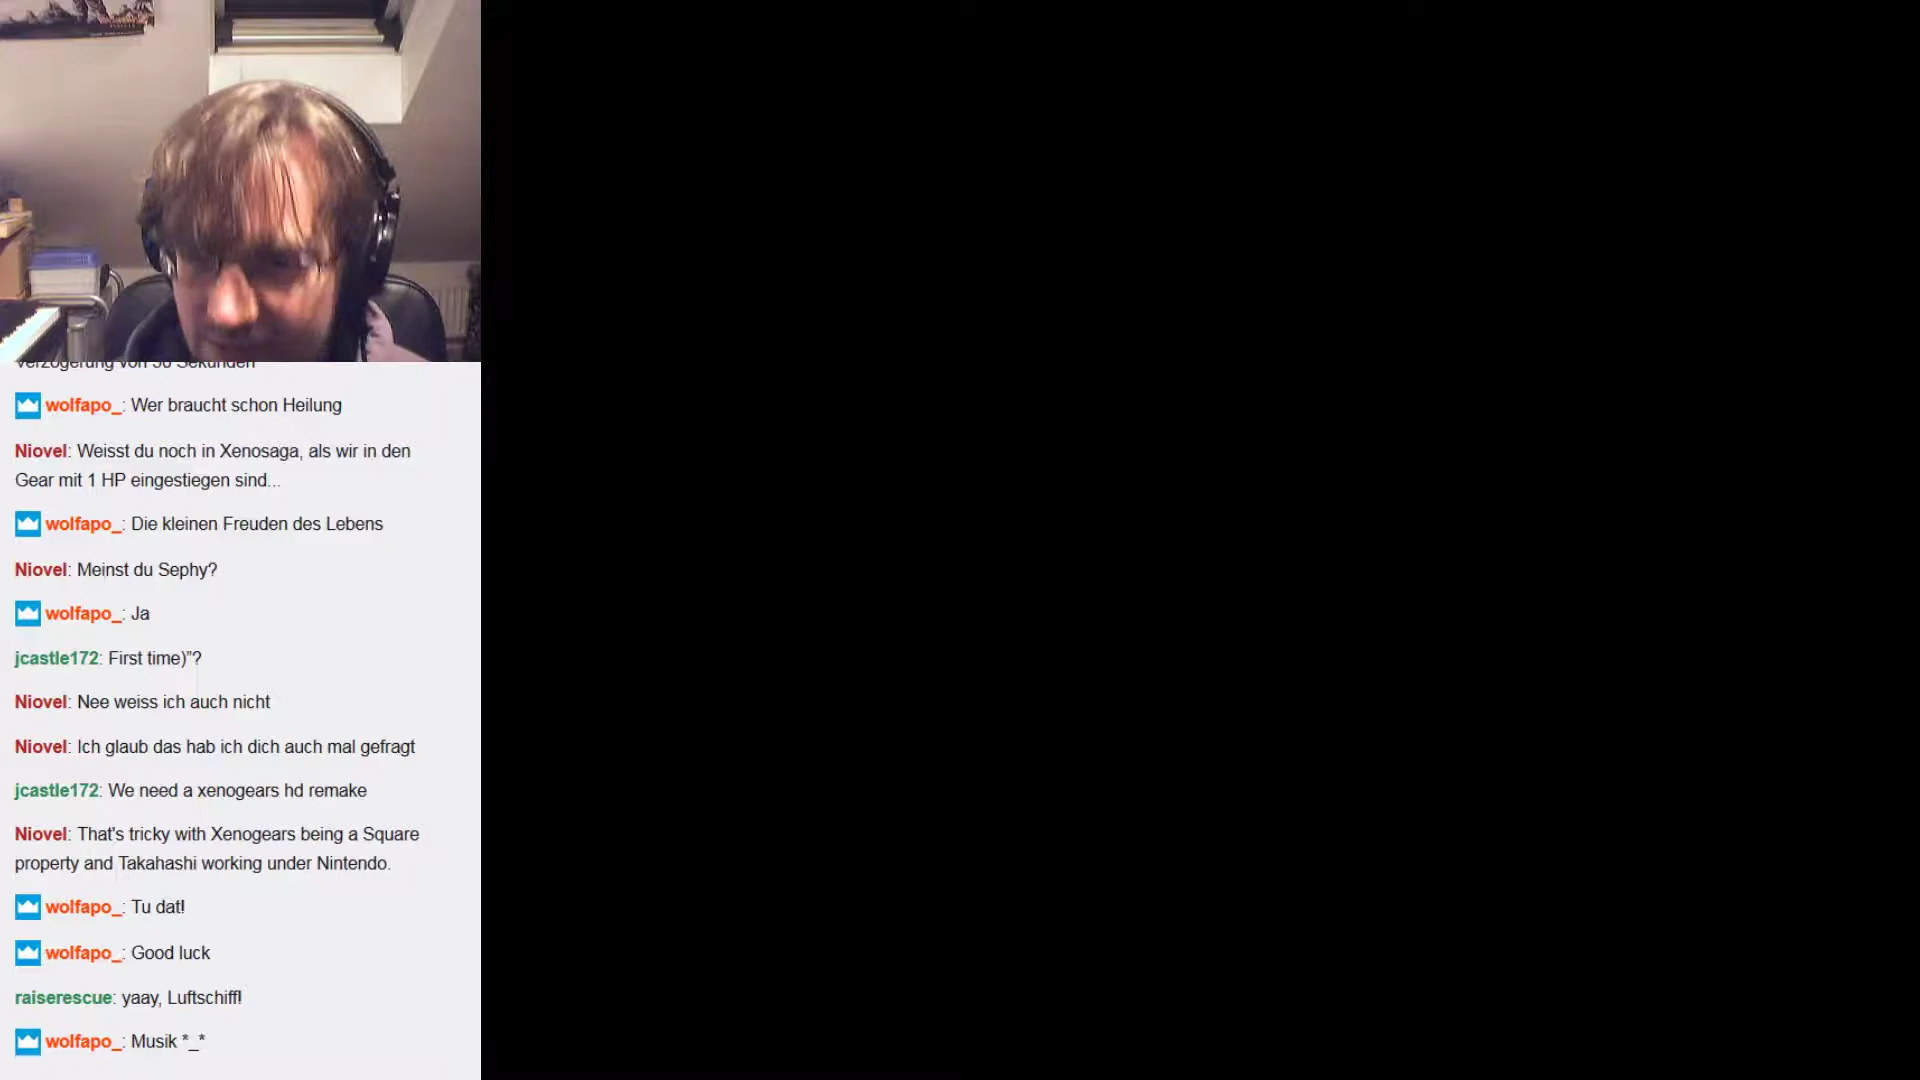 Verzögerung von 30 Sekunden
wolfapo_: Wer braucht schon Heilung
Niovel: Weisst du noch in Xenosaga, als wir in den
Gear mit 1 HP eingestiegen sind...
wolfapo_: Die kleinen Freuden des Lebens
Niovel: Meinst du Sephy?
wolfapo_: Ja
jcastle172: First time)”?
Niovel: Nee weiss ich auch nicht
Niovel: Ich glaub das hab ich dich auch mal gefragt
jcastle172: We need a xenogears hd remake
Niovel: That's tricky with Xenogears being a Square
property and Takahashi working under Nintendo.
wolfapo_: Tu dat!
wolfapo_: Good luck
raiserescue: yaay, Luftschiff!
wolfapo_: Musik *_*